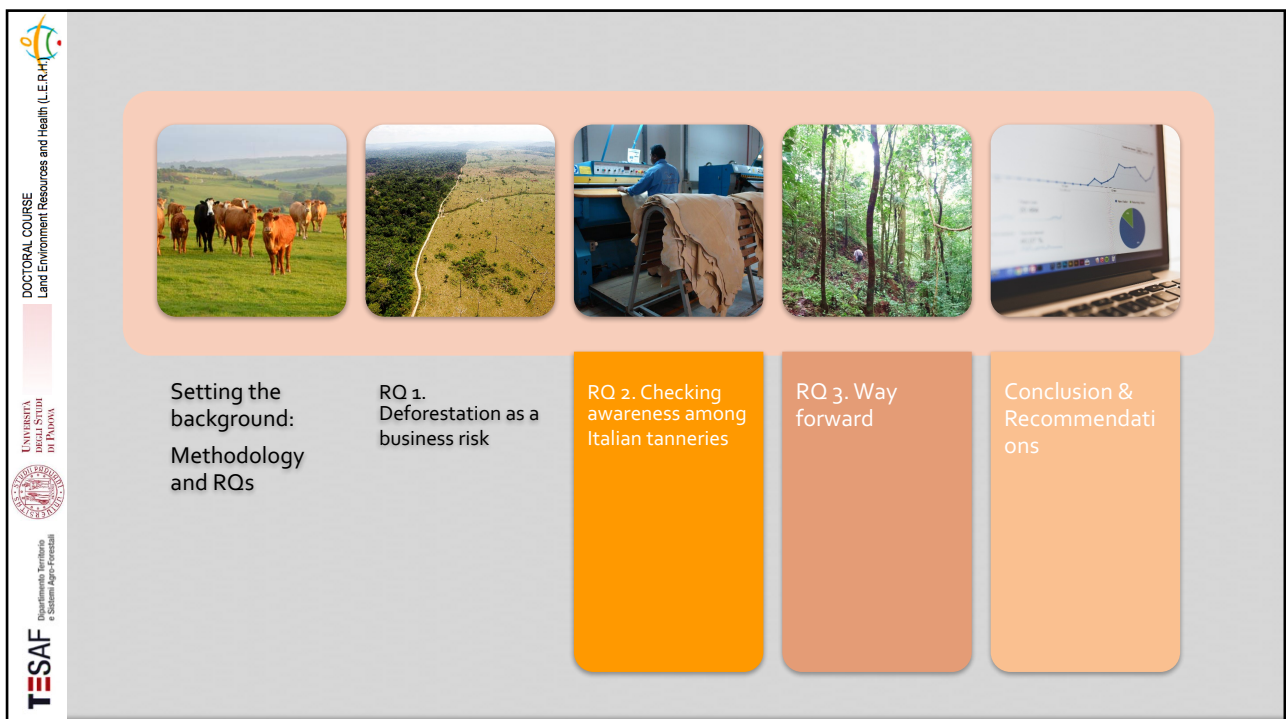 DOCTORAL COURSE
Land Environment Resources and Health (L.E.R.H.)
UNIVERSITÀ
DEGLI STUDI
DI PADOVA
TESAF
Dipartimento Territorio
e Sistemi Agro-Forestali
Setting the
background:
Methodology
and RQs
RQ 1.
Deforestation as a
business risk
RQ 2. Checking
awareness among
Italian tanneries
RQ 3. Way
forward
Conclusion &
Recommendati
ons